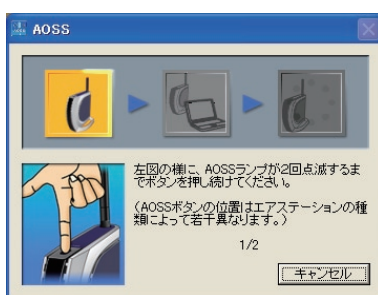 AOSS
左図の様に、AOSSランプが2回点滅するま
でボタンを押し続けてください。
(AOSSボタンの位置はエアステーションの種
類によって若干異なります。)
1/2
キャンセル